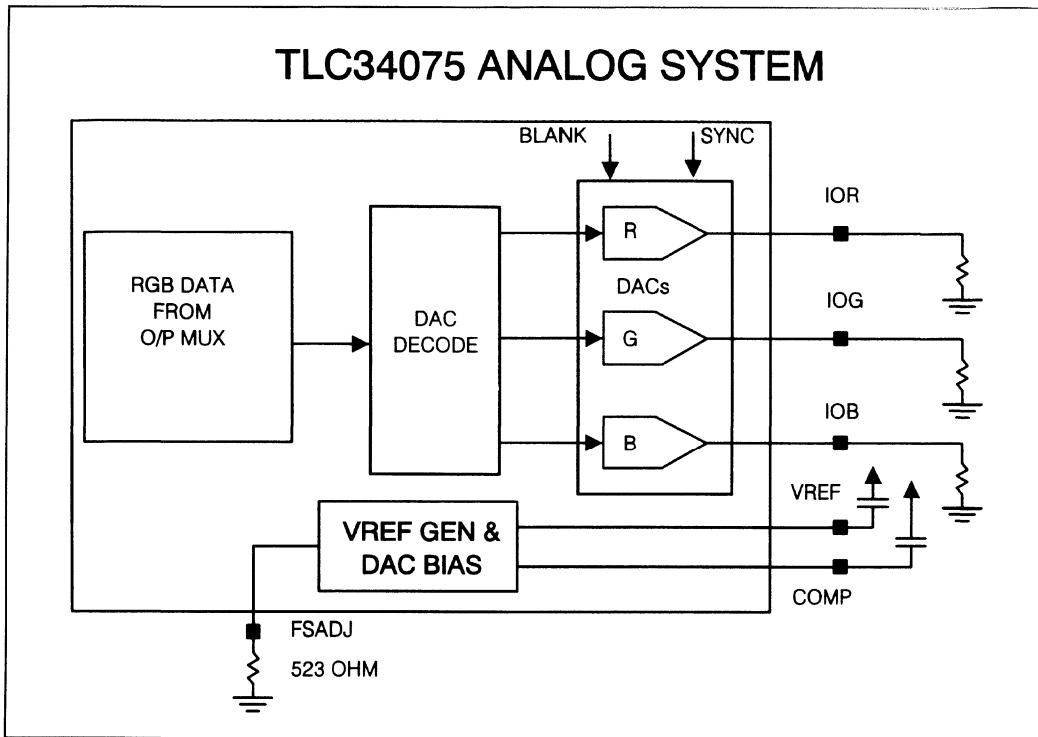 TLC34075 ANALOG SYSTEM
BLANK
SYNC
IOR
R
RGB DATA
FROM
O/P MUX
DAC
DECODE
DACs
IOG
G
IOB
B
VREF
VREF GEN &
DAC BIAS
COMP
FSADJ
523 OHM